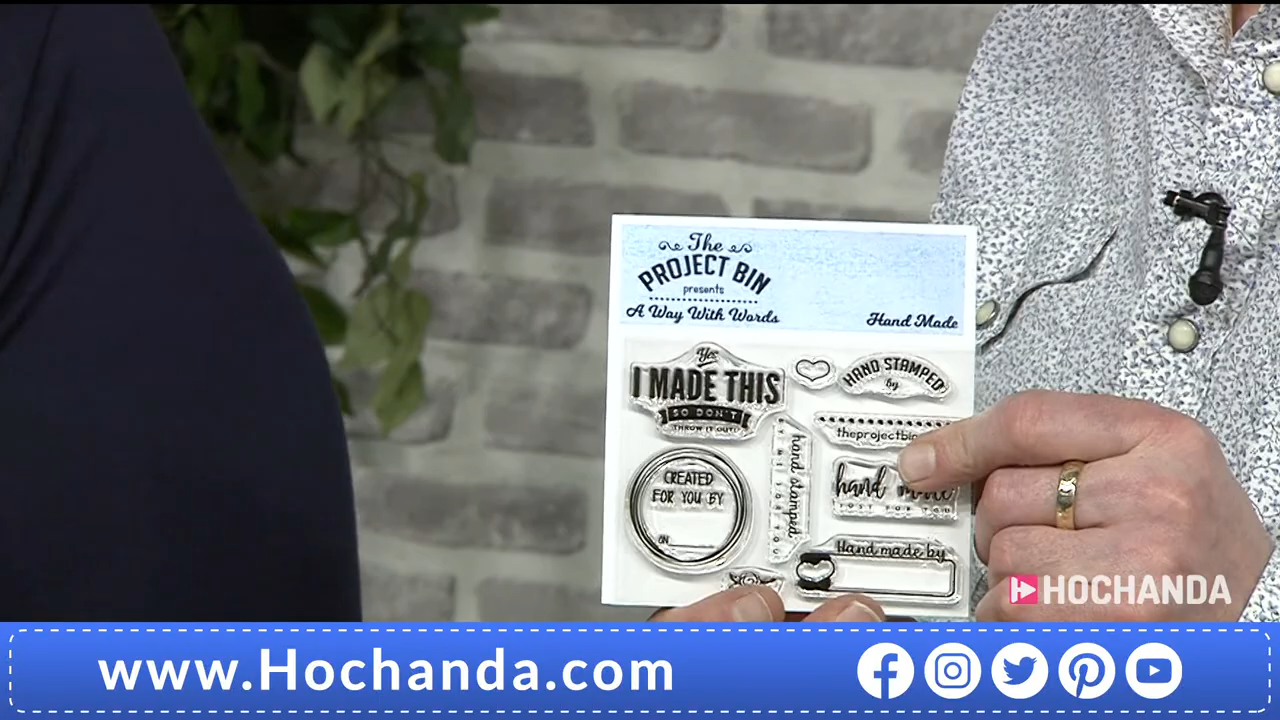 The
PROJECT BIN
presents
A Way With Words
Hand Made
Yes
I MADE THIS
SO DON'T
THROW IT OUT!
HAND STAMPED
By
theprojectbin
hand made
JUST FOR YOU
CREATED
FOR YOU BY
ON
hand stamped
Hand made by
HOCHANDA
www.Hochanda.com